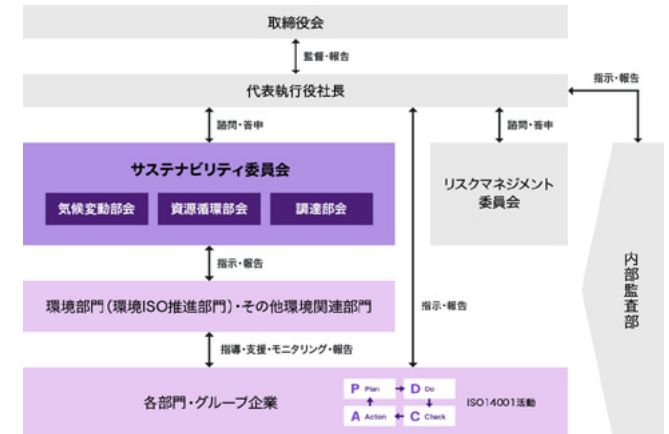 取締役会
監督・報告
代表執行役社長
指示・報告
諮問・答申
諮問・答申
サステナビリティ委員会
気候変動部会
資源循環部会
調達部会
リスクマネジメント
委員会
指示・報告
内部監査部
環境部門（環境ISO推進部門）・その他環境関連部門
指示・報告
指導・支援・モニタリング・報告
各部門・グループ企業
P Plan
D Do
A Action
C Check
ISO14001活動